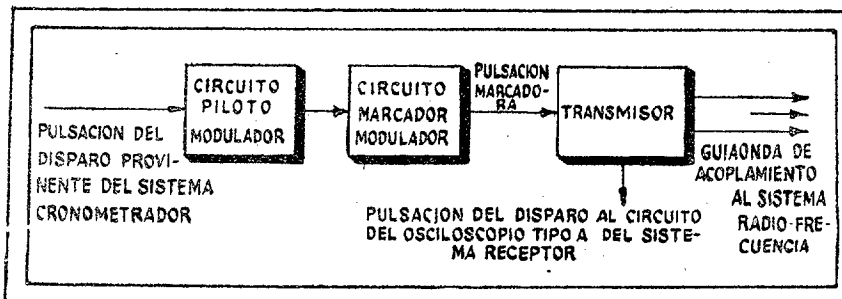 PULSACION DEL
DISPARO PROVI-
NENTE DEL SISTEMA
CRONOMETRADOR
CIRCUITO
PILOTO
MODULADOR
CIRCUITO
MARCADOR
MODULADOR
PULSACION
MARCADO-
RA
TRANSMISOR
PULSACION DEL DISPARO AL CIRCUITO
DEL OSCILOSCOPIO TIPO A DEL SISTE-
MA RECEPTOR
GUIAONDA DE
ACOPLAMIENTO
AL SISTEMA
RADIO-FRE-
CUENCIA